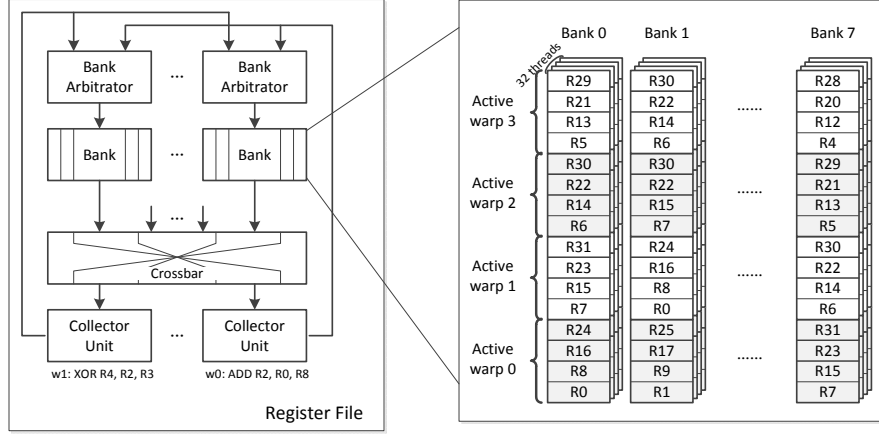 Bank Arbitrator
...
Bank Arbitrator
Bank
...
Bank
...
Crossbar
Collector Unit
...
Collector Unit
w1: XOR R4, R2, R3
w0: ADD R2, R0, R8
Register File
Bank 0 Bank 1 Bank 7
32 threads
Active warp 3
R29 R30 R28
R21 R22 R20
R13 R14 ...... R12
R5 R6 R4
Active warp 2
R30 R30 R29
R22 R22 R21
R14 R15 ...... R13
R6 R7 R5
Active warp 1
R31 R24 R30
R23 R16 R22
R15 R8 ...... R14
R7 R0 R6
Active warp 0
R24 R25 R31
R16 R17 R23
R8 R9 ...... R15
R0 R1 R7